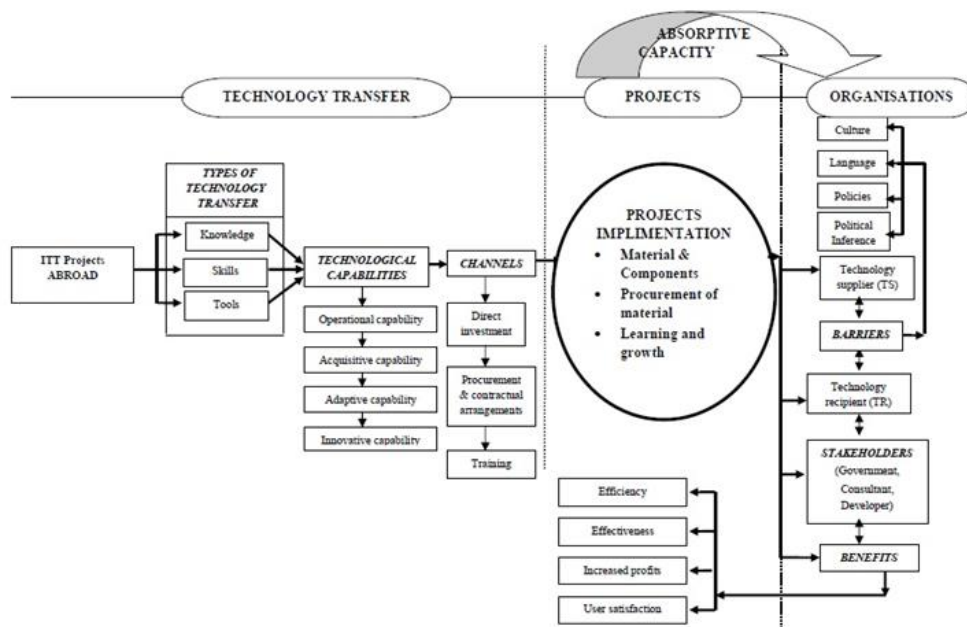 ABSORPTIVE
CAPACITY
TECHNOLOGY TRANSFER
PROJECTS
ORGANISATIONS
TYPES OF
TECHNOLOGY
TRANSFER
Knowledge
Skills
Tools
ITT Projects
ABROAD
TECHNOLOGICAL
CAPABILITIES
Operational capability
Acquisitive capability
Adaptive capability
Innovative capability
CHANNELS
Direct
investment
Procurement
& contractual
arrangements
Training
PROJECTS
IMPLIMENTATION
• Material &
Components
• Procurement of
material
• Learning and
growth
Culture
Language
Policies
Political
Inference
Technology
supplier (TS)
BARRIERS
Technology
recipient (TR)
STAKEHOLDERS
(Government,
Consultant,
Developer)
BENEFITS
Efficiency
Effectiveness
Increased profits
User satisfaction